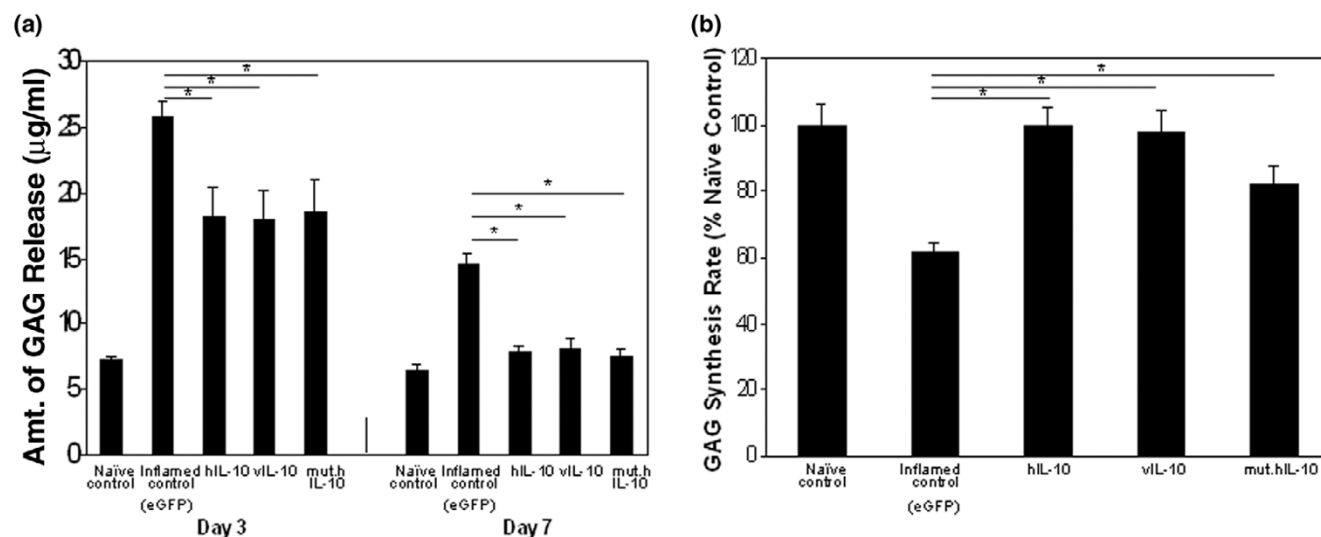 (a)
Amt. of GAG Release (µg/ml)
30
25
20
15
10
5
0
* 
*
*
*
*
*
Naïve control
Inflamed control
(eGFP)
hIL-10
vIL-10
mut.h IL-10
Day 3
Naïve control
Inflamed control
(eGFP)
hIL-10
vIL-10
mut.h IL-10
Day 7
(b)
GAG Synthesis Rate (% Naïve Control)
120
100
80
60
40
20
0
*
*
*
Naïve
control
Inflamed
control
(eGFP)
hIL-10
vIL-10
mut.hIL-10